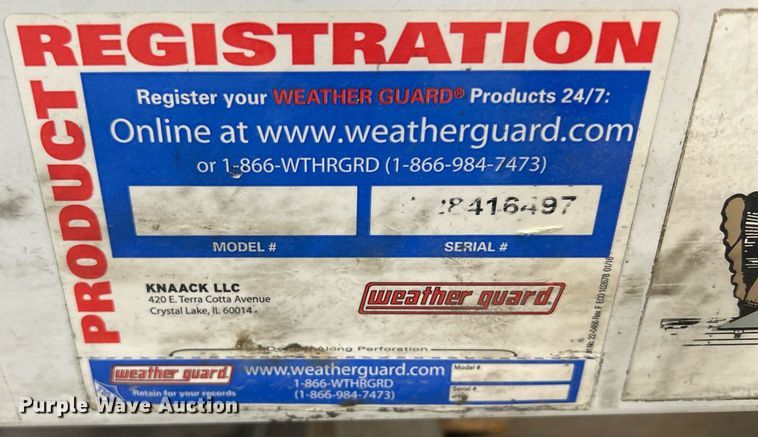 PRODUCT REGISTRATION
Register your WEATHER GUARD® Products 24/7:
Online at www.weatherguard.com
or 1-866-WTHRGRD (1-866-984-7473)
28416497
MODEL #
SERIAL #
KNAACK LLC
420 E. Terra Cotta Avenue
Crystal Lake, IL 60014
weather guard
Along Perforation
weather guard
Retain for your records
www.weatherguard.com
1-866-WTHRGRD
(1-866-984-7473)
Model #
Serial #
Purple Wave Auction